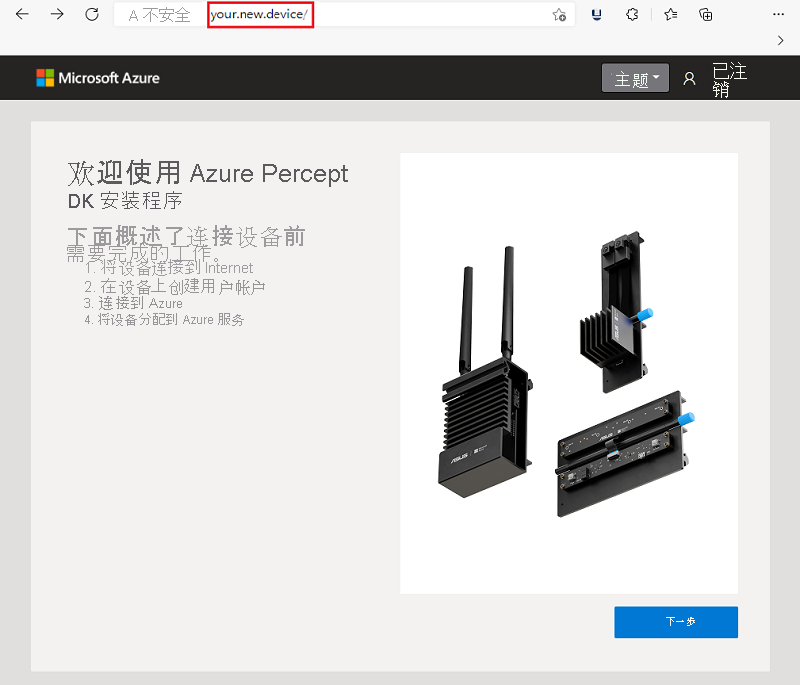 A 不安全 your.new.device/
Microsoft Azure
主题
已注
销
欢迎使用 Azure Percept
DK 安装程序
下面概述了连接设备前
需要完成的工作。
1. 将设备连接到 Internet
2. 在设备上创建用户帐户
3. 连接到 Azure
4. 将设备分配到 Azure 服务
ASUS
ASUS
下一步